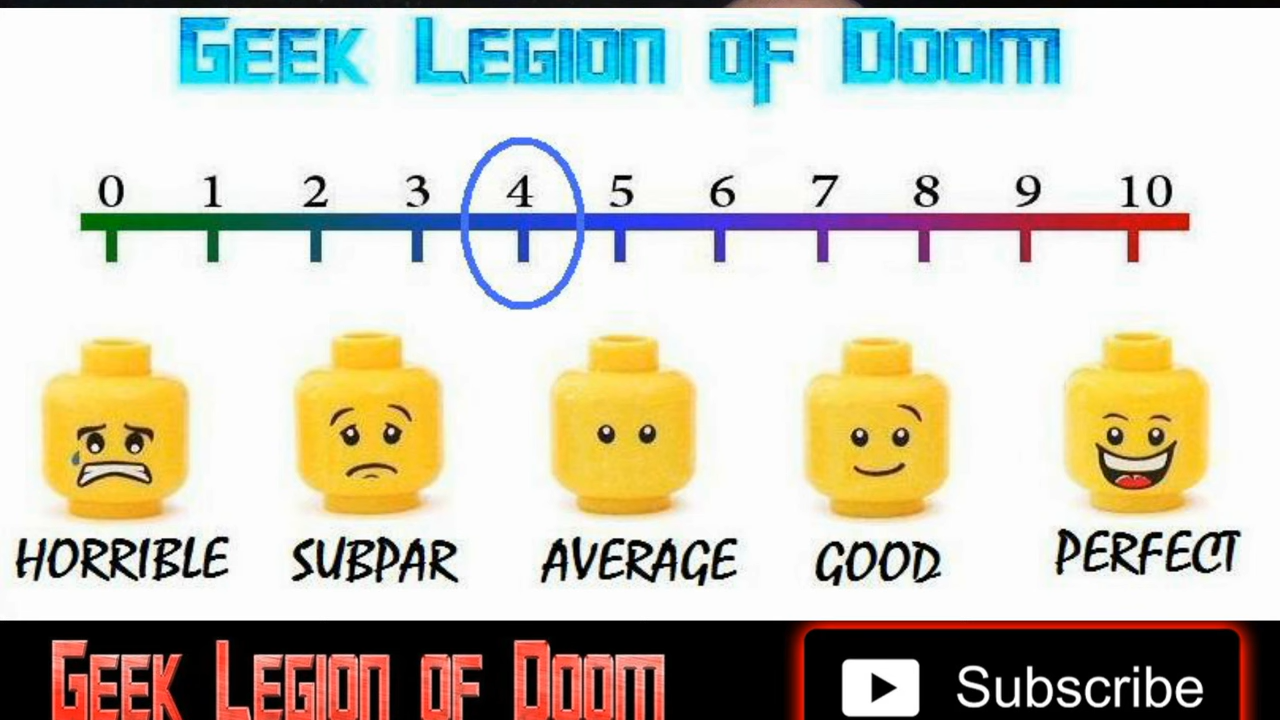 GEEK LEGION OF DOOM
0 1 2 3 4 5 6 7 8 9 10
HORRIBLE SUBPAR AVERAGE GOOD PERFECT
GEEK LEGION OF DOOM
Subscribe